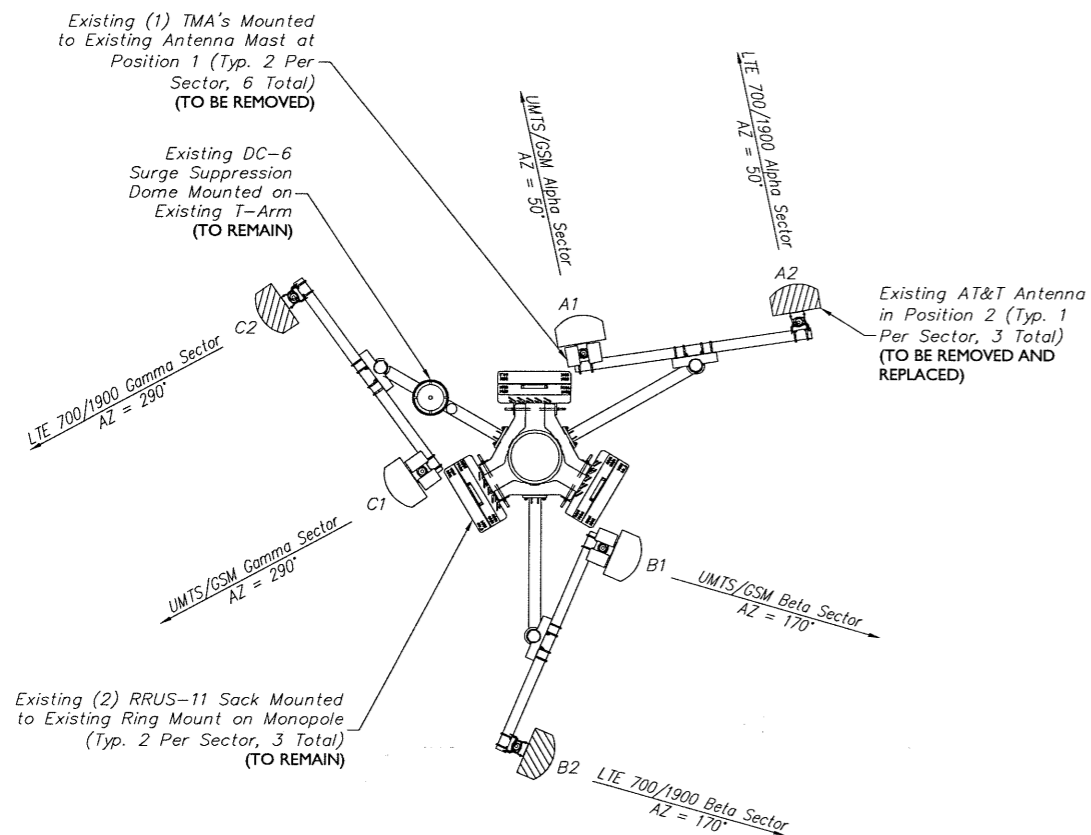 Existing (1) TMA's Mounted
to Existing Antenna Mast at
Position 1 (Typ. 2 Per
Sector, 6 Total)
(TO BE REMOVED)
Existing DC-6
Surge Suppression
Dome Mounted on
Existing T-Arm
(TO REMAIN)
UMTS/GSM Alpha Sector
AZ = 50°
LTE 700/1900 Alpha Sector
AZ = 50°
A1
A2
Existing AT&T Antenna
in Position 2 (Typ. 1
Per Sector, 3 Total)
(TO BE REMOVED AND
REPLACED)
C2
LTE 700/1900 Gamma Sector
AZ = 290°
C1
UMTS/GSM Gamma Sector
AZ = 290°
B1
UMTS/GSM Beta Sector
AZ = 170°
Existing (2) RRUS-11 Sack Mounted
to Existing Ring Mount on Monopole
(Typ. 2 Per Sector, 3 Total)
(TO REMAIN)
B2
LTE 700/1900 Beta Sector
AZ = 170°